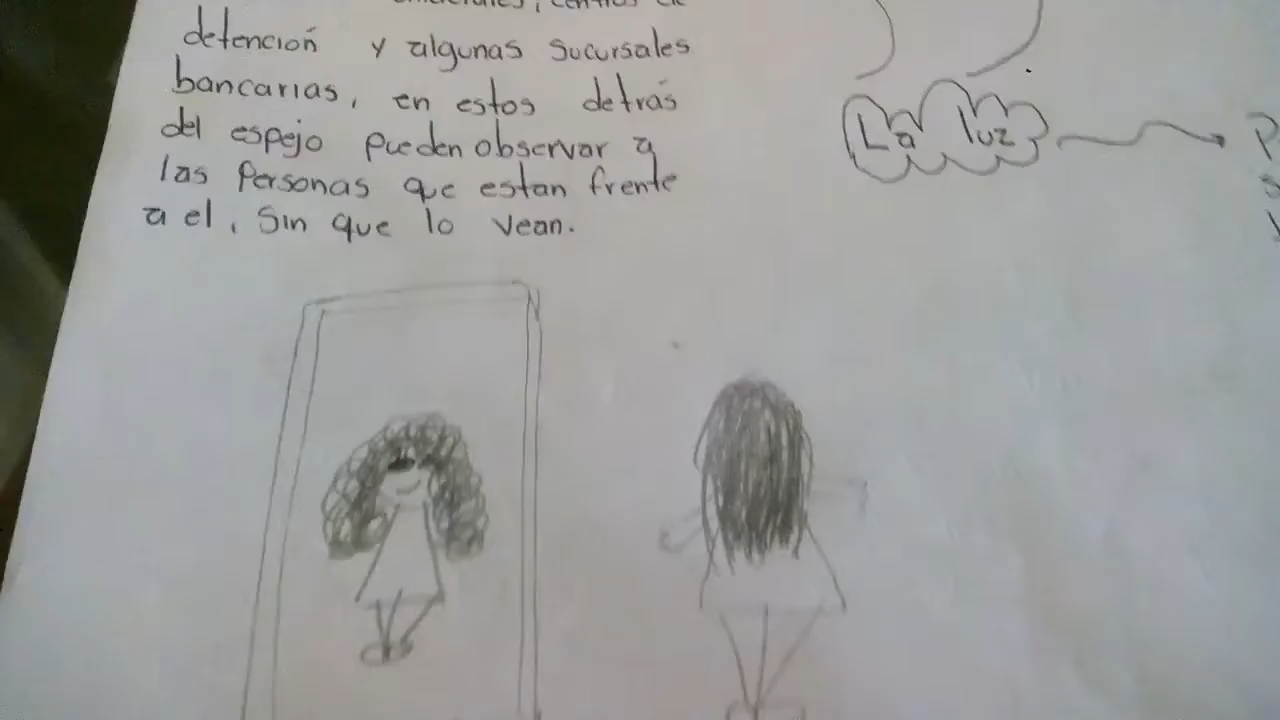 detención y algunas sucursales
bancarias, en estos detrás
del espejo pueden observar a
las personas que estan frente
a el, sin que lo vean.
La luz